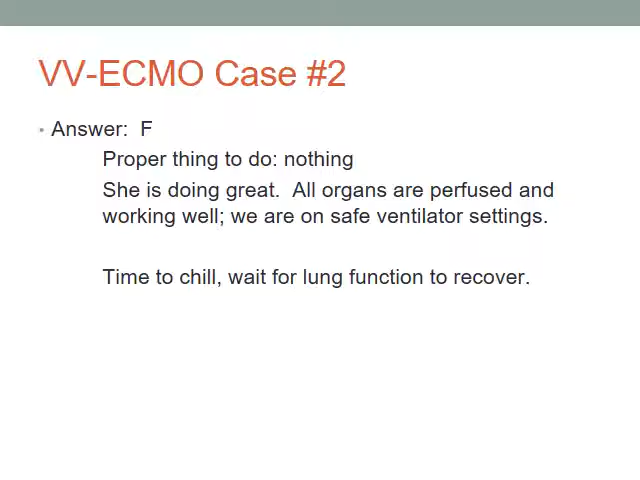 VV-ECMO Case #2
• Answer:  F
Proper thing to do: nothing
She is doing great.  All organs are perfused and
working well; we are on safe ventilator settings.
Time to chill, wait for lung function to recover.